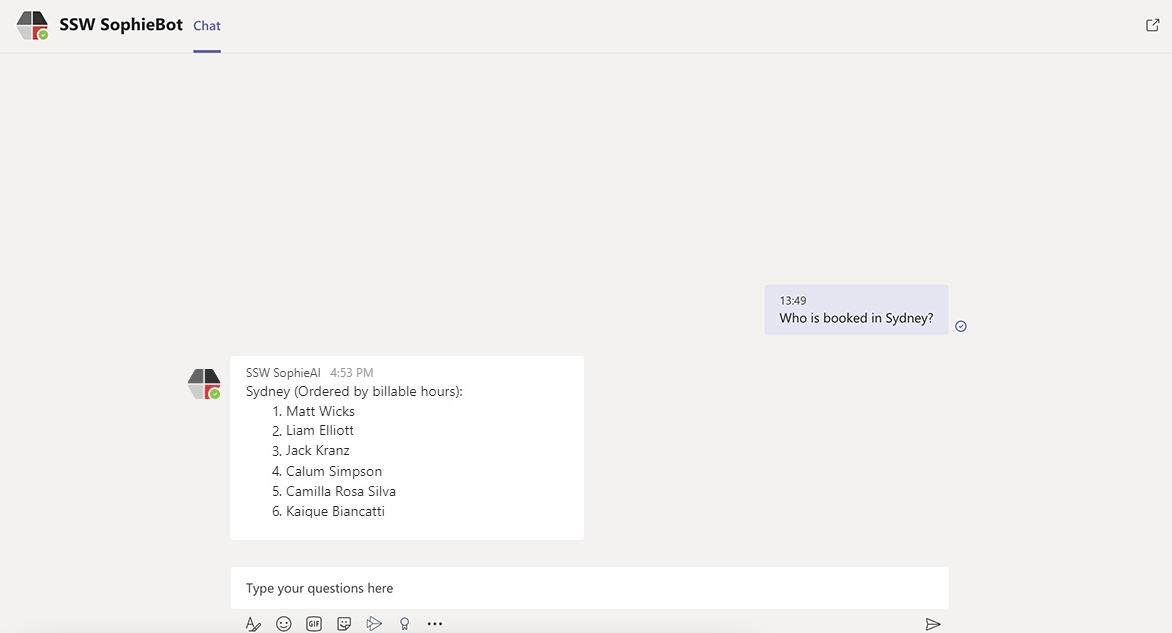 SSW SophieBot Chat
13:49
Who is booked in Sydney?
SSW SophieAI 4:53 PM
Sydney (Ordered by billable hours):
1. Matt Wicks
2. Liam Elliott
3. Jack Kranz
4. Calum Simpson
5. Camilla Rosa Silva
6. Kaique Biancatti
Type your questions here
GIF